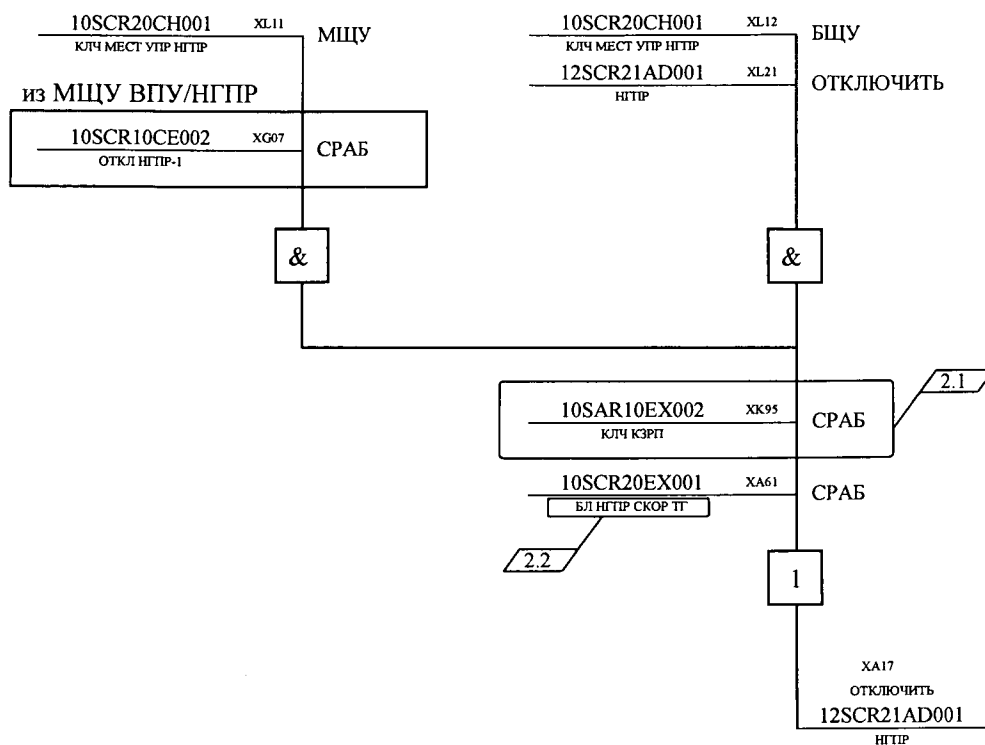 10SCR20CH001 XL11 МЩУ
КЛЧ МЕСТ УПР НГПР
из МЩУ ВПУ/НГПР
10SCR10CE002 XG07 СРАБ
ОТКЛ НГПР-1
&
10SCR20CH001 XL12 БЩУ
КЛЧ МЕСТ УПР НГПР
12SCR21AD001 XL21 ОТКЛЮЧИТЬ
НГПР
&
2.1
10SAR10EX002 XK95 СРАБ
КЛЧ КЗРП
10SCR20EX001 XA61 СРАБ
БЛ НГПР СКОР ТГ
2.2
1
XA17
ОТКЛЮЧИТЬ
12SCR21AD001
НГПР